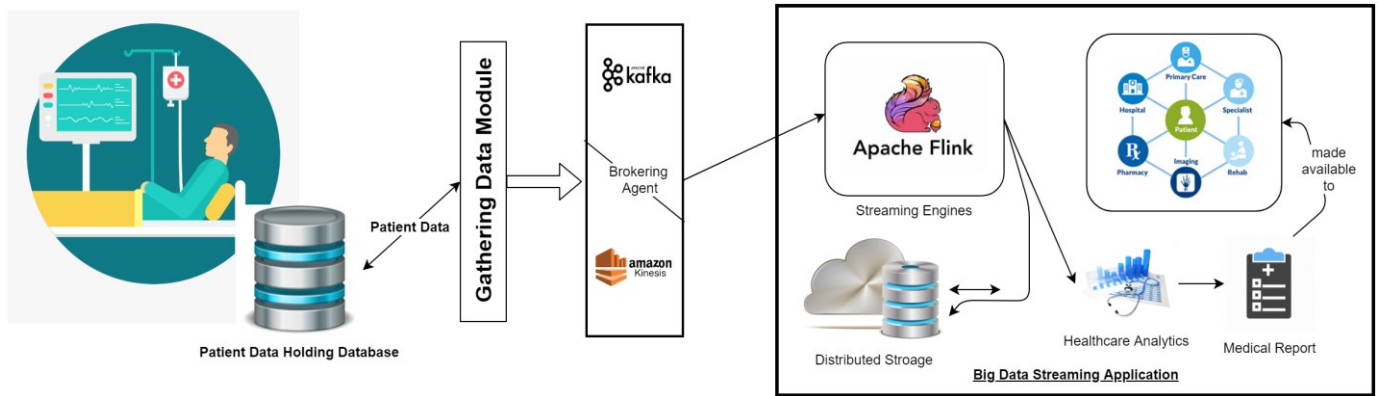 Patient Data
Patient Data Holding Database
Gathering Data Module
APACHE
kafka
Brokering
Agent
amazon
Kinesis
Apache Flink
Streaming Engines
Primary Care
Hospital
Specialist
Patient
Rx
Pharmacy
Imaging
Rehab
made
available
to
Distributed Stroage
Healthcare Analytics
Medical Report
Big Data Streaming Application